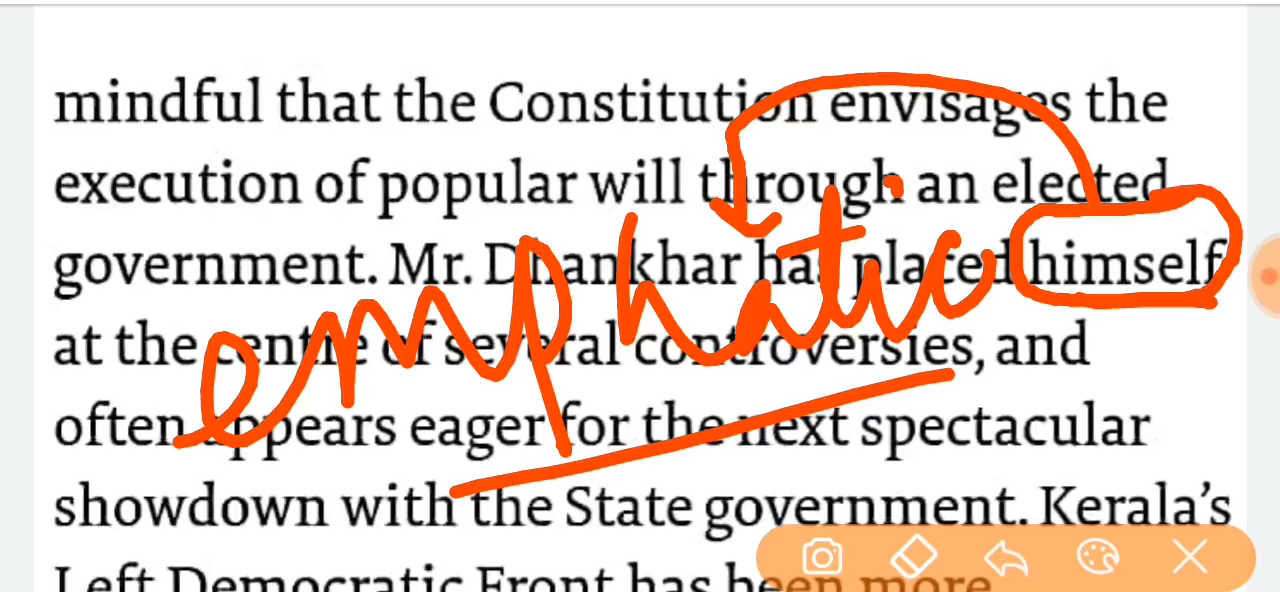 mindful that the Constitution envisages the
execution of popular will through an elected
government. Mr. Dhankhar has placed himself
emphatic
at the centre of several controversies, and
often appears eager for the next spectacular
showdown with the State government. Kerala’s
Left Democratic Front has been more